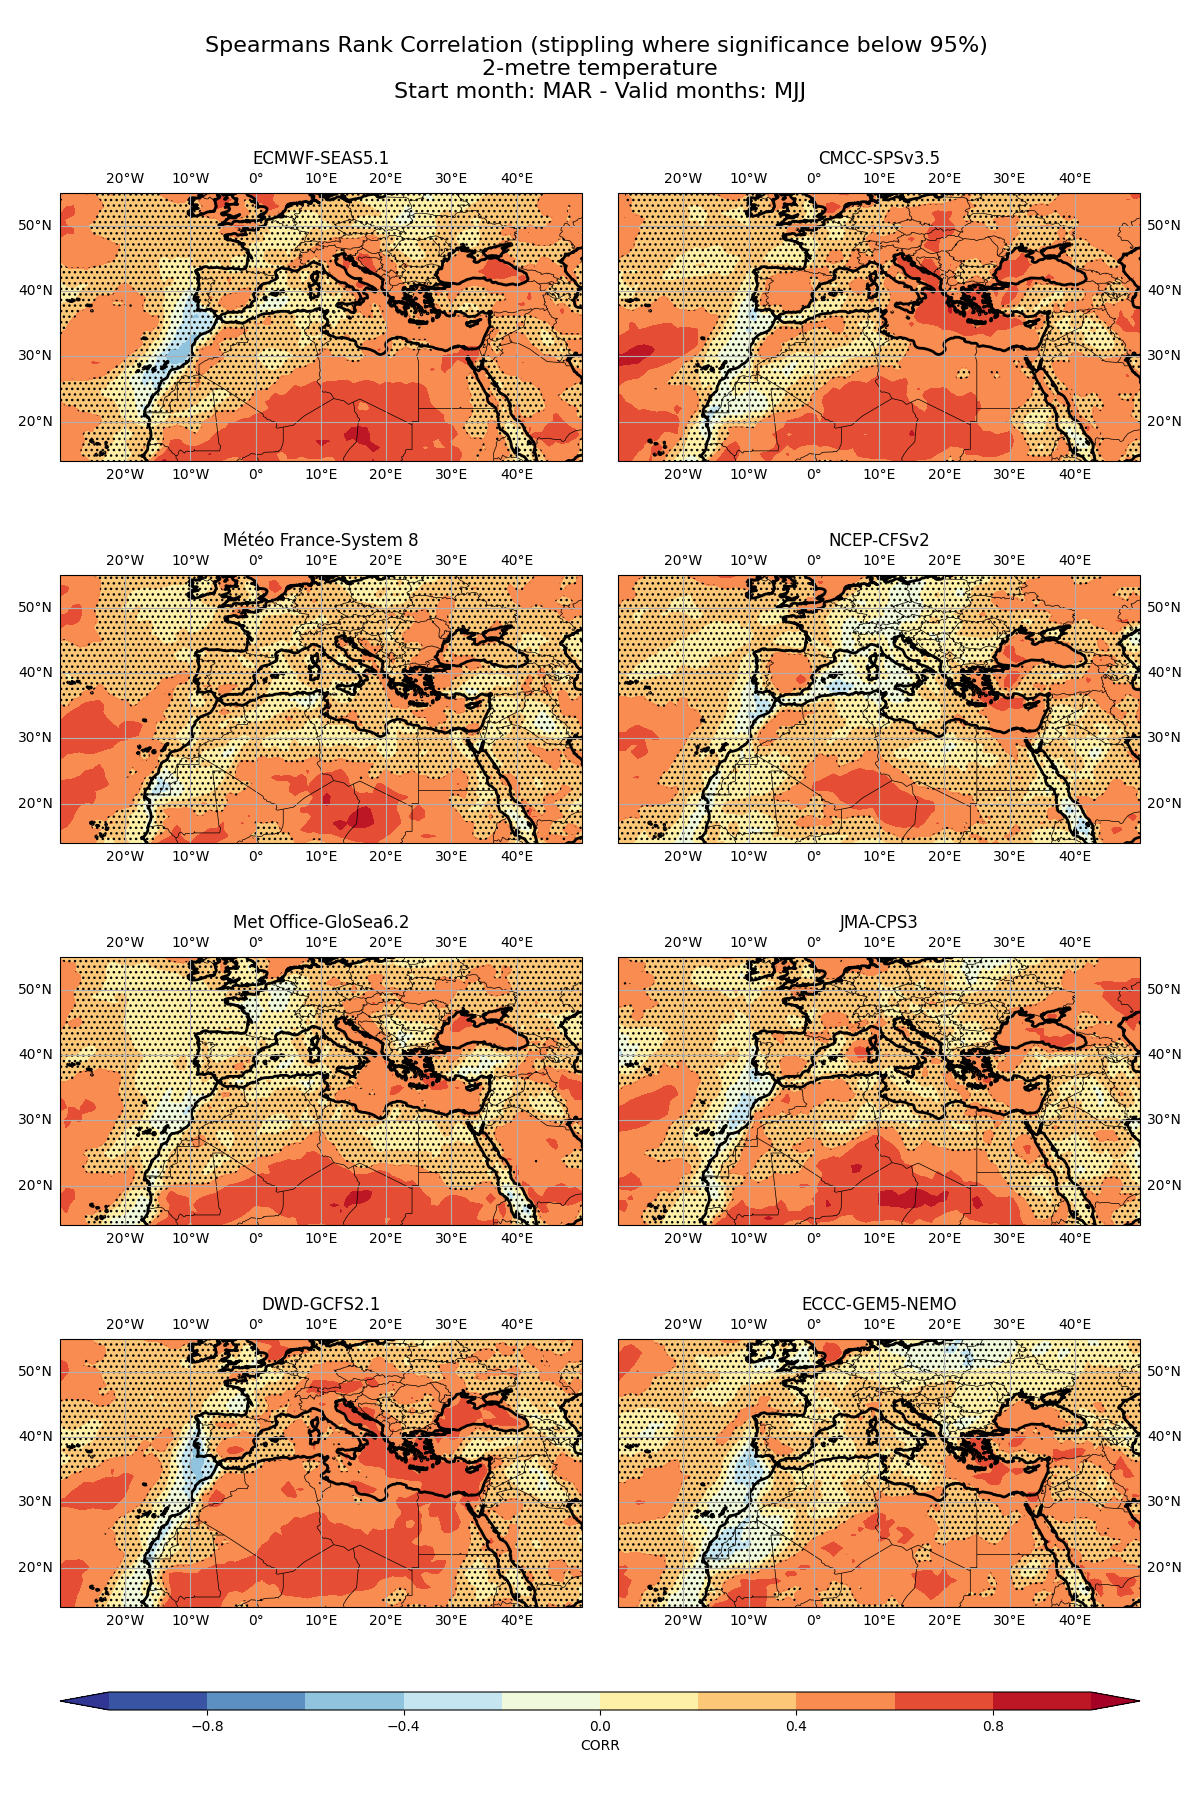 Spearmans Rank Correlation (stippling where significance below 95%)
2-metre temperature
Start month: MAR - Valid months: MJJ
ECMWF-SEAS5.1
CMCC-SPSv3.5
20°W 10°W 0° 10°E 20°E 30°E 40°E
20°W 10°W 0° 10°E 20°E 30°E 40°E
50°N
50°N
40°N
40°N
30°N
30°N
20°N
20°N
20°W 10°W 0° 10°E 20°E 30°E 40°E
20°W 10°W 0° 10°E 20°E 30°E 40°E
Météo France-System 8
NCEP-CFSv2
20°W 10°W 0° 10°E 20°E 30°E 40°E
20°W 10°W 0° 10°E 20°E 30°E 40°E
50°N
50°N
40°N
40°N
30°N
30°N
20°N
20°N
20°W 10°W 0° 10°E 20°E 30°E 40°E
20°W 10°W 0° 10°E 20°E 30°E 40°E
Met Office-GloSea6.2
JMA-CPS3
20°W 10°W 0° 10°E 20°E 30°E 40°E
20°W 10°W 0° 10°E 20°E 30°E 40°E
50°N
50°N
40°N
40°N
30°N
30°N
20°N
20°N
20°W 10°W 0° 10°E 20°E 30°E 40°E
20°W 10°W 0° 10°E 20°E 30°E 40°E
DWD-GCFS2.1
ECCC-GEM5-NEMO
20°W 10°W 0° 10°E 20°E 30°E 40°E
20°W 10°W 0° 10°E 20°E 30°E 40°E
50°N
50°N
40°N
40°N
30°N
30°N
20°N
20°N
20°W 10°W 0° 10°E 20°E 30°E 40°E
20°W 10°W 0° 10°E 20°E 30°E 40°E
−0.8 −0.4 0.0 0.4 0.8
CORR